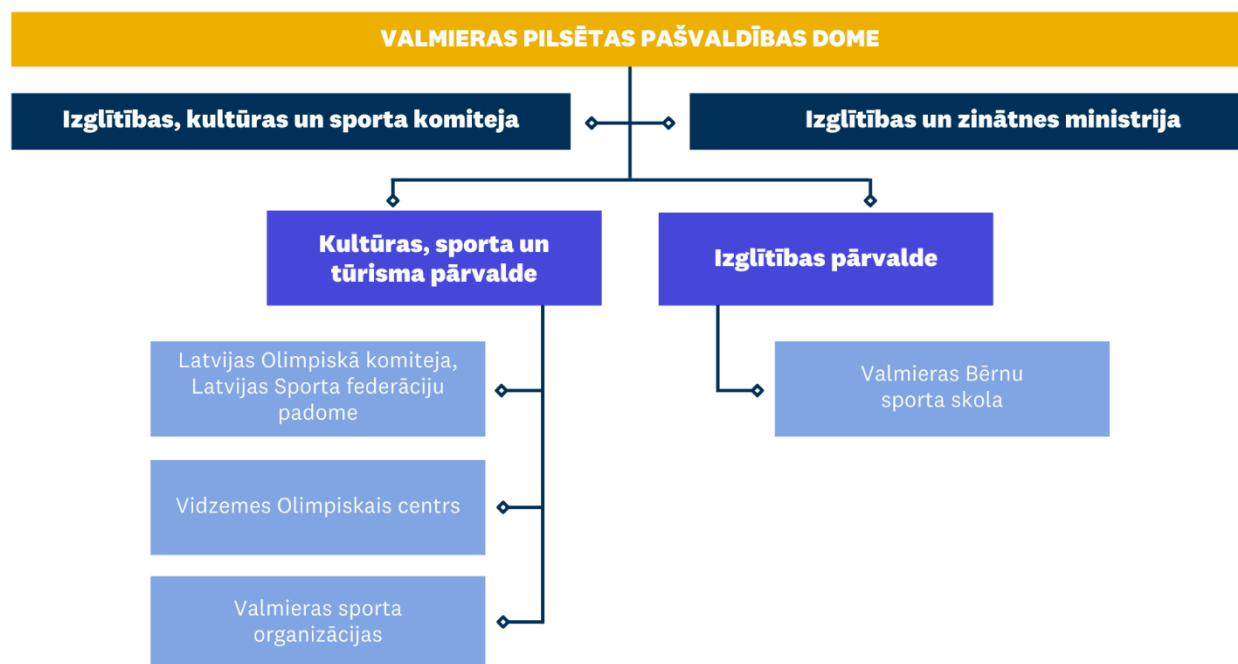 VALMIERAS PILSĒTAS PAŠVALDĪBAS DOME
Izglītības, kultūras un sporta komiteja
Izglītības un zinātnes ministrija
Kultūras, sporta un
tūrisma pārvalde
Izglītības pārvalde
Latvijas Olimpiskā komiteja,
Latvijas Sporta federāciju
padome
Valmieras Bērnu
sporta skola
Vidzemes Olimpiskais centrs
Valmieras sporta
organizācijas